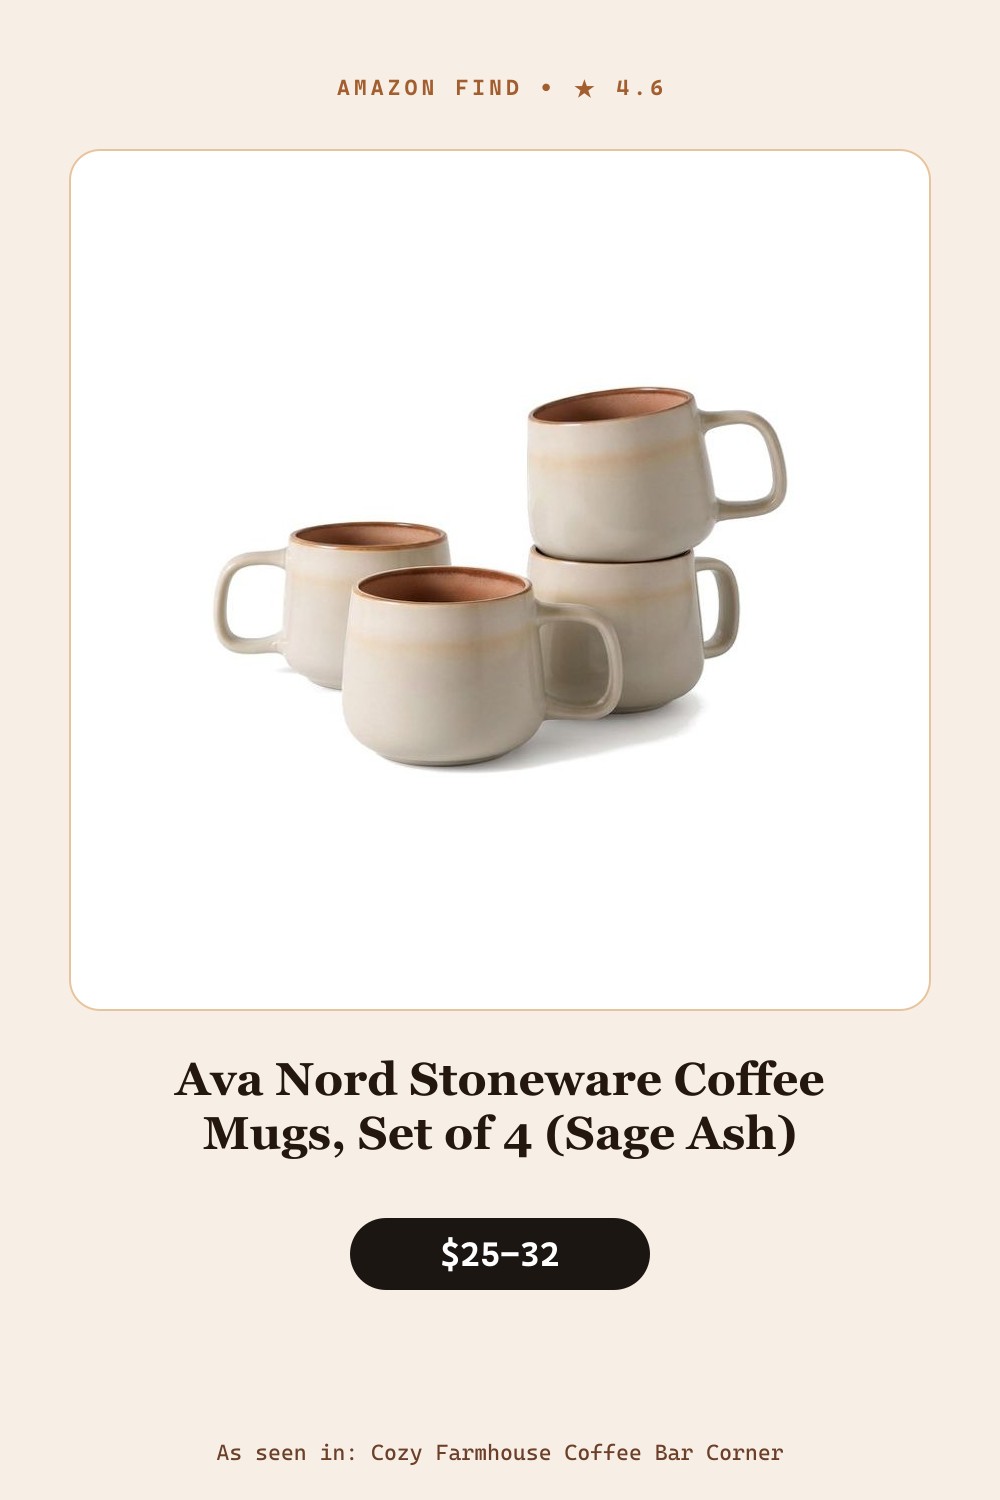 AMAZON FIND • ★ 4.6
Ava Nord Stoneware Coffee
Mugs, Set of 4 (Sage Ash)
$25–32
As seen in: Cozy Farmhouse Coffee Bar Corner